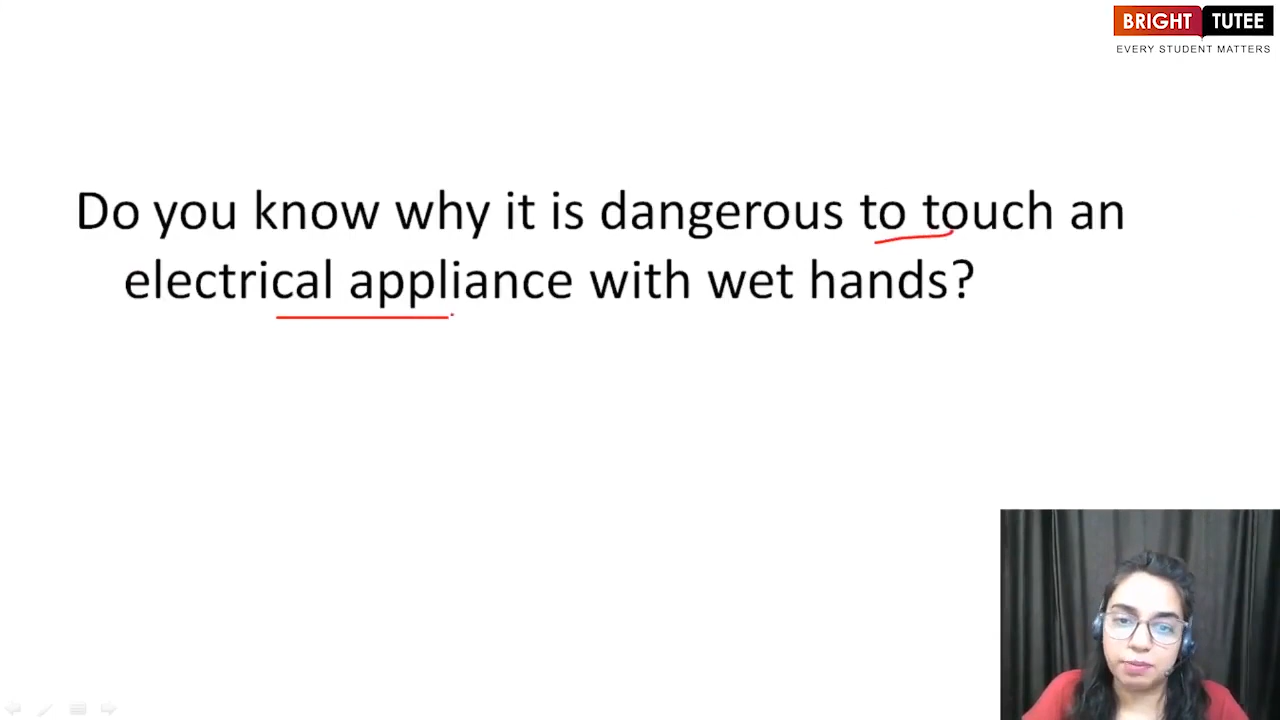 BRIGHT TUTEE
EVERY STUDENT MATTERS
Do you know why it is dangerous to touch an
electrical appliance with wet hands?